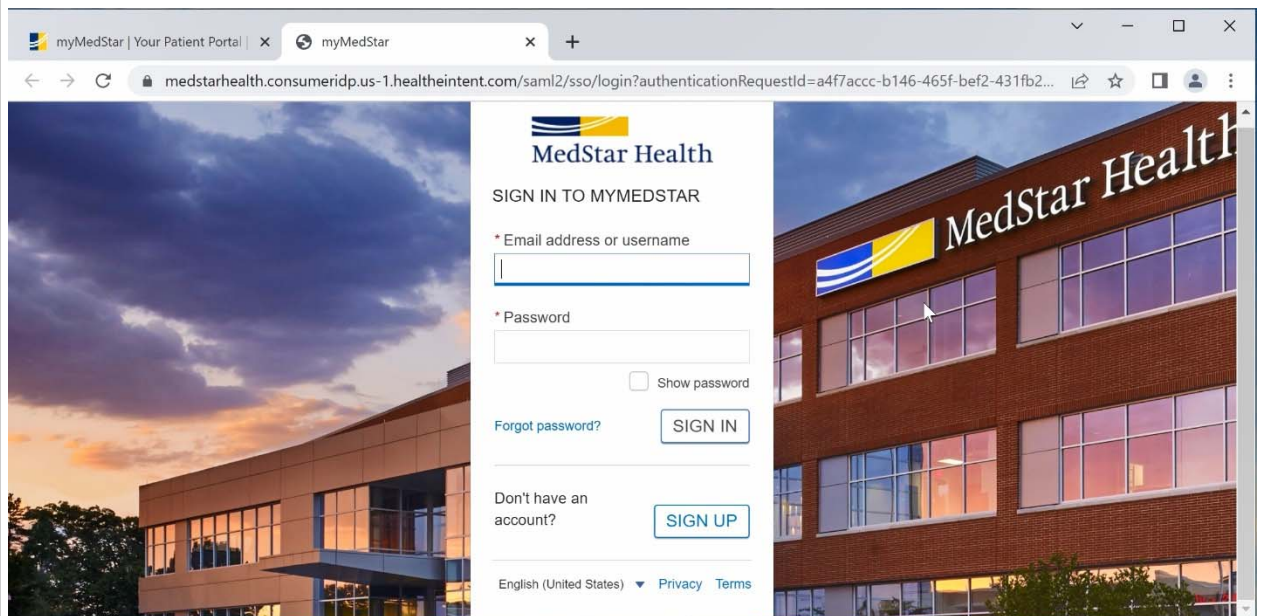 myMedStar | Your Patient Portal |
myMedStar
medstarhealth.consumeridp.us-1.healtheintent.com/saml2/sso/login?authenticationRequestId=a4f7accc-b146-465f-bef2-431fb2...
MedStar Health
SIGN IN TO MYMEDSTAR
* Email address or username
* Password
Show password
Forgot password?
SIGN IN
Don't have an
account?
SIGN UP
English (United States)
Privacy Terms
MedStar Health